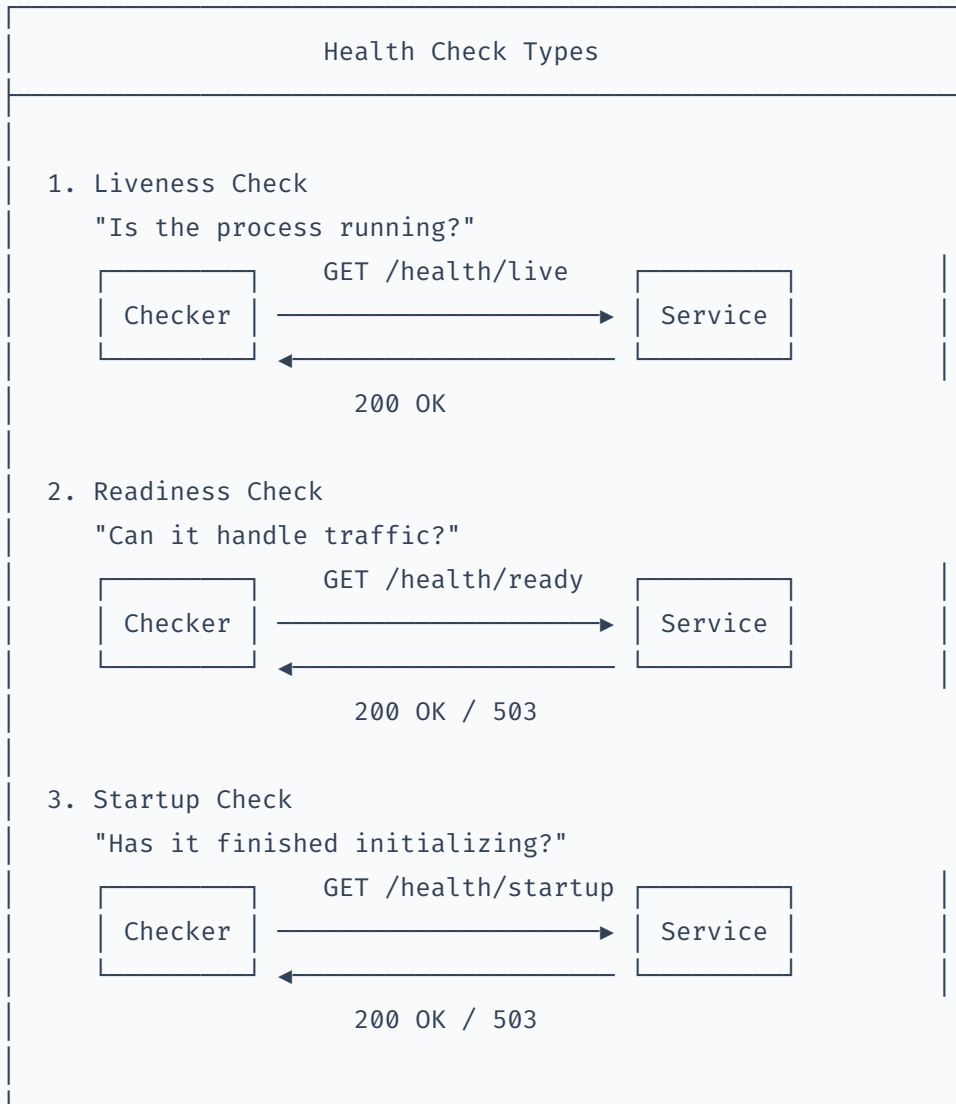 Health Check Types
1. Liveness Check
"Is the process running?"
GET /health/live
Checker Service
200 OK
2. Readiness Check
"Can it handle traffic?"
GET /health/ready
Checker Service
200 OK / 503
3. Startup Check
"Has it finished initializing?"
GET /health/startup
Checker Service
200 OK / 503